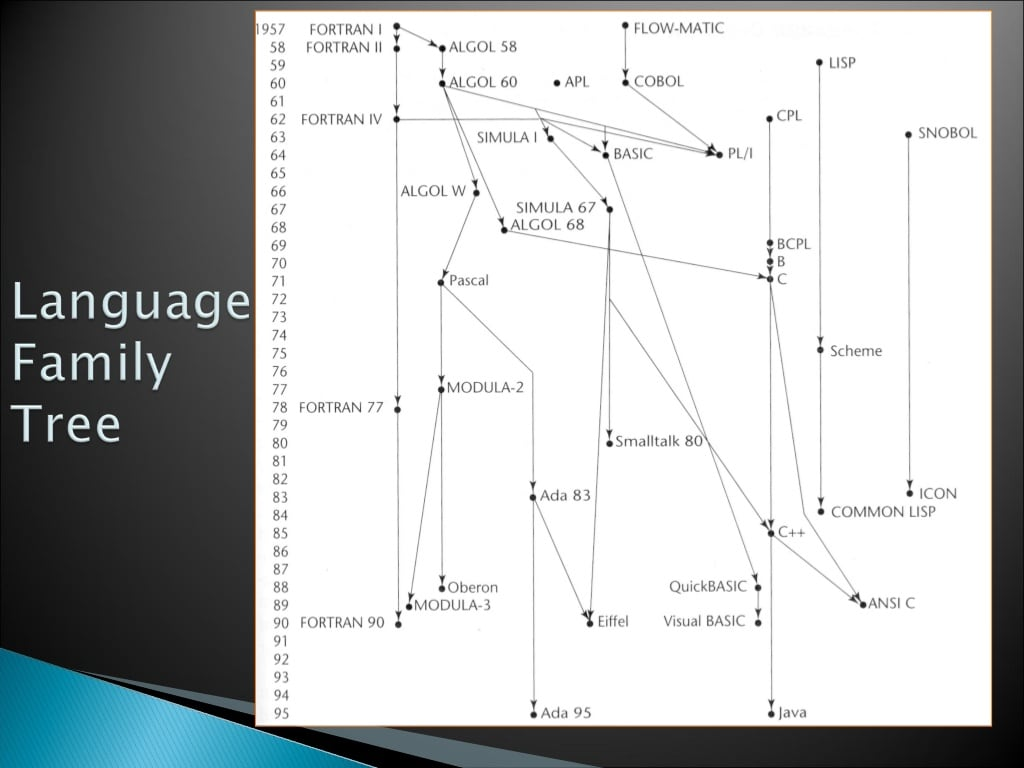 Language
Family
Tree
1957 FORTRAN I FLOW-MATIC
58 FORTRAN II ALGOL 58
59 LISP
60 ALGOL 60 APL COBOL
61
62 FORTRAN IV CPL
63 SIMULA I SNOBOL
64 BASIC PL/I
65
66 ALGOL W
67 SIMULA 67
68 ALGOL 68
69 BCPL
70 B
71 Pascal C
72
73
74
75 Scheme
76
77 MODULA-2
78 FORTRAN 77
79
80 Smalltalk 80
81
82
83 Ada 83 ICON
84 COMMON LISP
85 C++
86
87
88 Oberon QuickBASIC
89 MODULA-3 ANSI C
90 FORTRAN 90 Eiffel Visual BASIC
91
92
93
94
95 Ada 95 Java